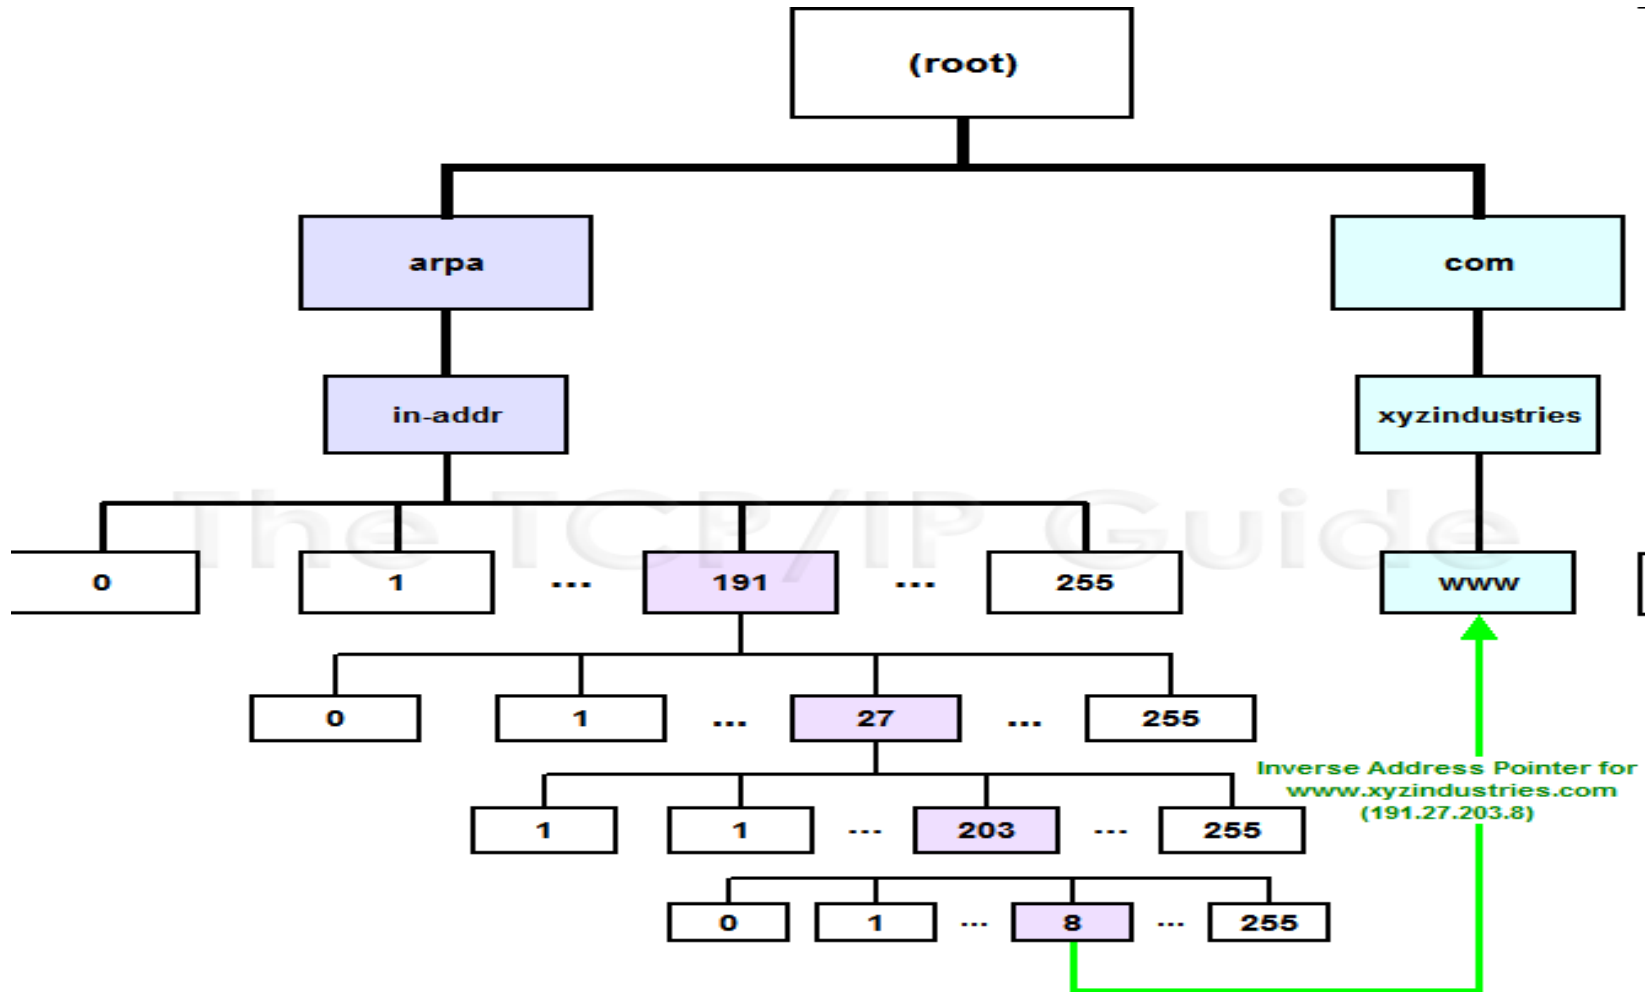 (root)
arpa
com
in-addr
xyzindustries
The TCP/IP Guide
0
1
...
191
...
255
www
0
1
...
27
...
255
Inverse Address Pointer for
www.xyzindustries.com
(191.27.203.8)
1
1
...
203
...
255
0
1
...
8
...
255